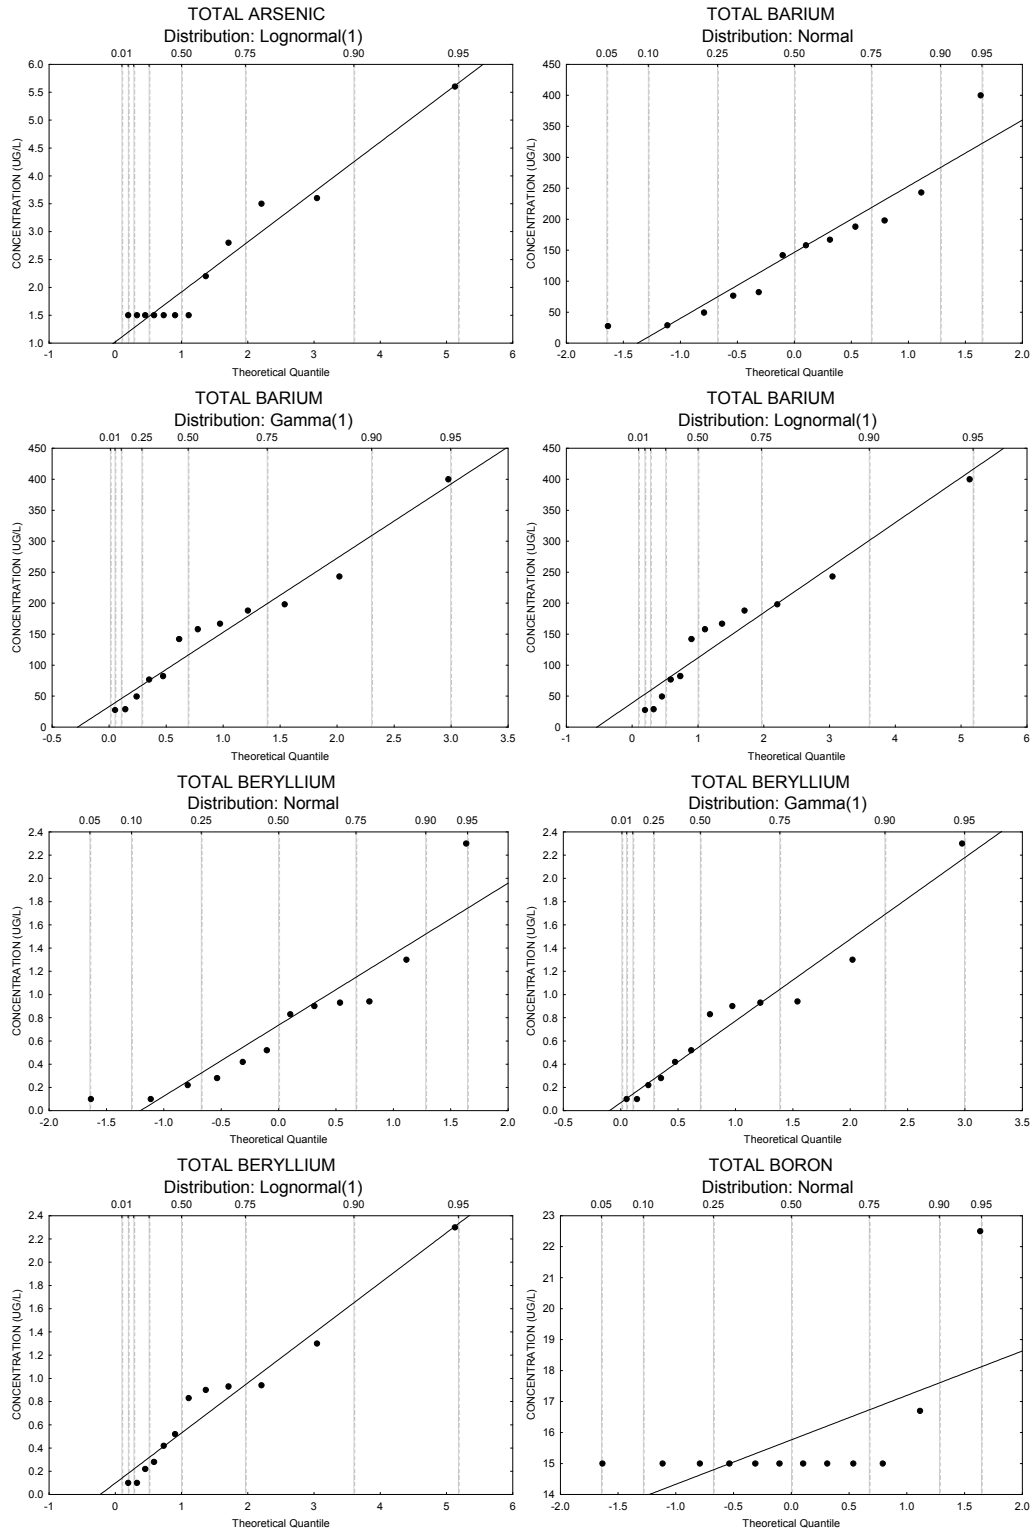 TOTAL ARSENIC
Distribution: Lognormal(1)
0.01 0.50 0.75 0.90 0.95
6.0
5.5
5.0
4.5
4.0
3.5
3.0
2.5
2.0
1.5
1.0
CONCENTRATION (UG/L)
-1 0 1 2 3 4 5 6
Theoretical Quantile
TOTAL BARIUM
Distribution: Normal
0.05 0.10 0.25 0.50 0.75 0.90 0.95
450
400
350
300
250
200
150
100
50
0
CONCENTRATION (UG/L)
-2.0 -1.5 -1.0 -0.5 0.0 0.5 1.0 1.5 2.0
Theoretical Quantile
TOTAL BARIUM
Distribution: Gamma(1)
0.01 0.25 0.50 0.75 0.90 0.95
450
400
350
300
250
200
150
100
50
0
CONCENTRATION (UG/L)
-0.5 0.0 0.5 1.0 1.5 2.0 2.5 3.0 3.5
Theoretical Quantile
TOTAL BARIUM
Distribution: Lognormal(1)
0.01 0.50 0.75 0.90 0.95
450
400
350
300
250
200
150
100
50
0
CONCENTRATION (UG/L)
-1 0 1 2 3 4 5 6
Theoretical Quantile
TOTAL BERYLLIUM
Distribution: Normal
0.05 0.10 0.25 0.50 0.75 0.90 0.95
2.4
2.2
2.0
1.8
1.6
1.4
1.2
1.0
0.8
0.6
0.4
0.2
0.0
CONCENTRATION (UG/L)
-2.0 -1.5 -1.0 -0.5 0.0 0.5 1.0 1.5 2.0
Theoretical Quantile
TOTAL BERYLLIUM
Distribution: Gamma(1)
0.01 0.25 0.50 0.75 0.90 0.95
2.4
2.2
2.0
1.8
1.6
1.4
1.2
1.0
0.8
0.6
0.4
0.2
0.0
CONCENTRATION (UG/L)
-0.5 0.0 0.5 1.0 1.5 2.0 2.5 3.0 3.5
Theoretical Quantile
TOTAL BERYLLIUM
Distribution: Lognormal(1)
0.01 0.50 0.75 0.90 0.95
2.4
2.2
2.0
1.8
1.6
1.4
1.2
1.0
0.8
0.6
0.4
0.2
0.0
CONCENTRATION (UG/L)
-1 0 1 2 3 4 5 6
Theoretical Quantile
TOTAL BORON
Distribution: Normal
0.05 0.10 0.25 0.50 0.75 0.90 0.95
23
22
21
20
19
18
17
16
15
14
CONCENTRATION (UG/L)
-2.0 -1.5 -1.0 -0.5 0.0 0.5 1.0 1.5 2.0
Theoretical Quantile